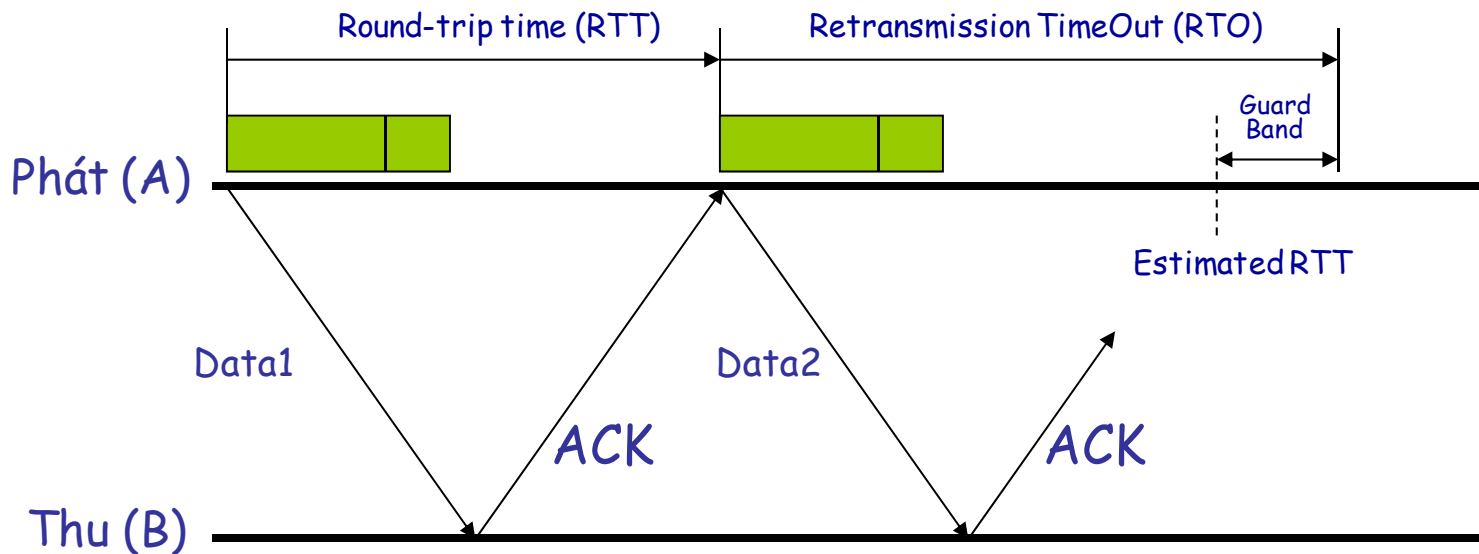 Round-trip time (RTT)
Retransmission TimeOut (RTO)
Guard
Band
Phát (A)
Estimated RTT
Data1
Data2
ACK
ACK
Thu (B)